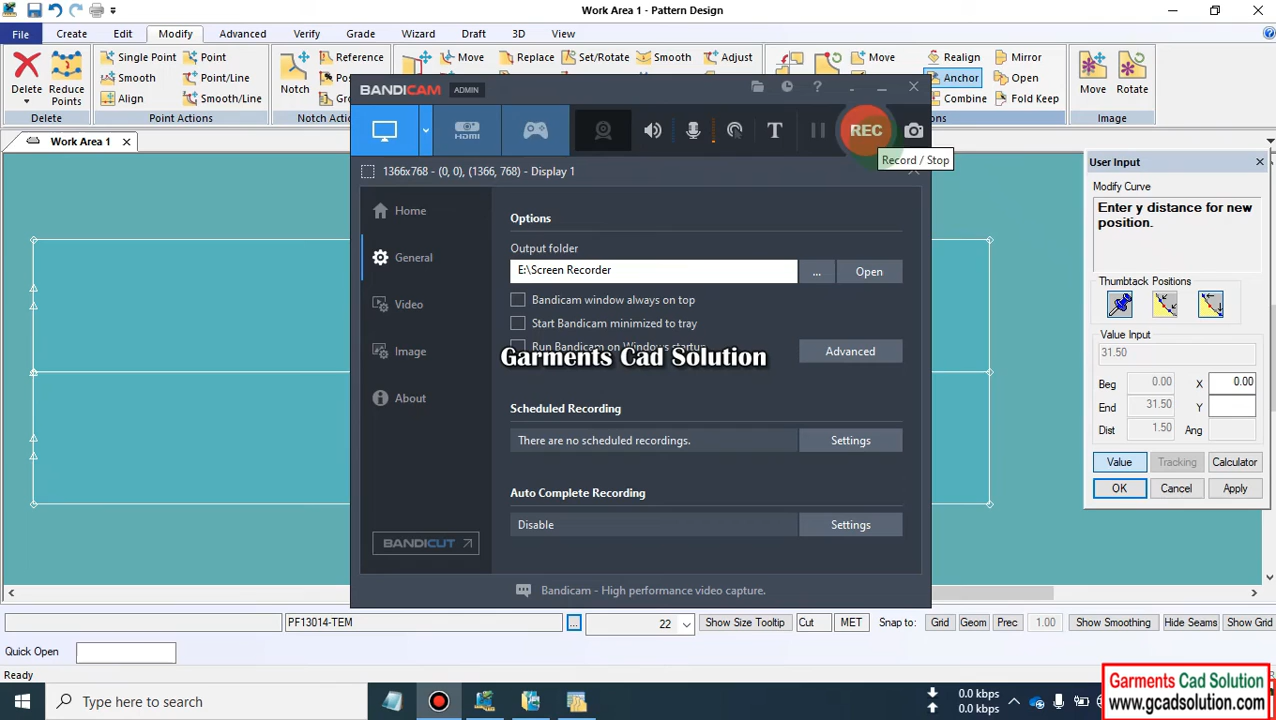 Work Area 1 - Pattern Design
File Create Edit Modify Advanced Verify Grade Wizard Draft 3D View
Single Point Point Reference Move Replace Set/Rotate Smooth Adjust Move Realign Mirror
Delete Reduce Points Smooth Point/Line Notch Anchor Open Move Rotate
Align Smooth/Line Combine Fold Keep
Delete Point Actions Image
Work Area 1
BANDICAM ADMIN
HDMI REC
Record / Stop
1366x768 - (0, 0), (1366, 768) - Display 1
Home
General
Video
Image
About
BANDICUT
Options
Output folder
E:\Screen Recorder ... Open
Bandicam window always on top
Start Bandicam minimized to tray
Run Bandicam on Windows startup
Garments Cad Solution
Advanced
Scheduled Recording
There are no scheduled recordings. Settings
Auto Complete Recording
Disable Settings
Bandicam - High performance video capture.
User Input
Modify Curve
Enter y distance for new
position.
Thumbtack Positions
Value Input
31.50
Beg 0.00 X 0.00
End 31.50 Y
Dist 1.50 Ang
Value Tracking Calculator
OK Cancel Apply
PF13014-TEM ... 22 Show Size Tooltip Cut MET Snap to: Grid Geom Prec 1.00 Show Smoothing Hide Seams Show Grid
Quick Open
Ready
Type here to search
0.0 kbps
0.0 kbps
Garments Cad Solution
www.gcadsolution.com